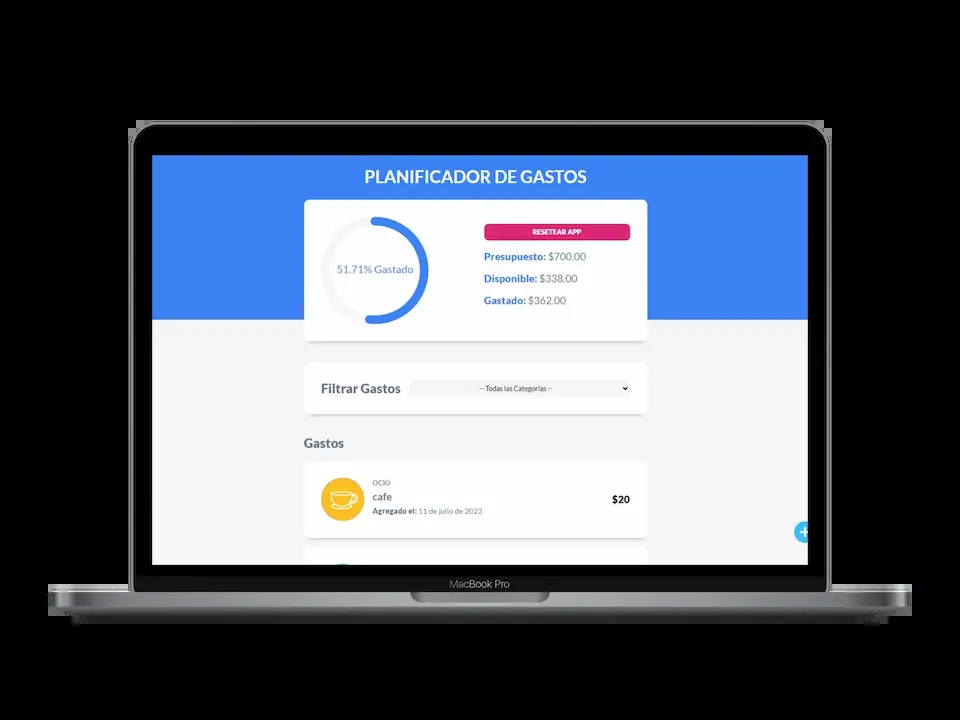 PLANIFICADOR DE GASTOS
51.71% Gastado
RESETEAR APP
Presupuesto: $700.00
Disponible: $338.00
Gastado: $362.00
Filtrar Gastos
-- Todas las Categorías --
Gastos
OCIO
cafe
Agregado el: 11 de julio de 2023
$20
+
MacBook Pro